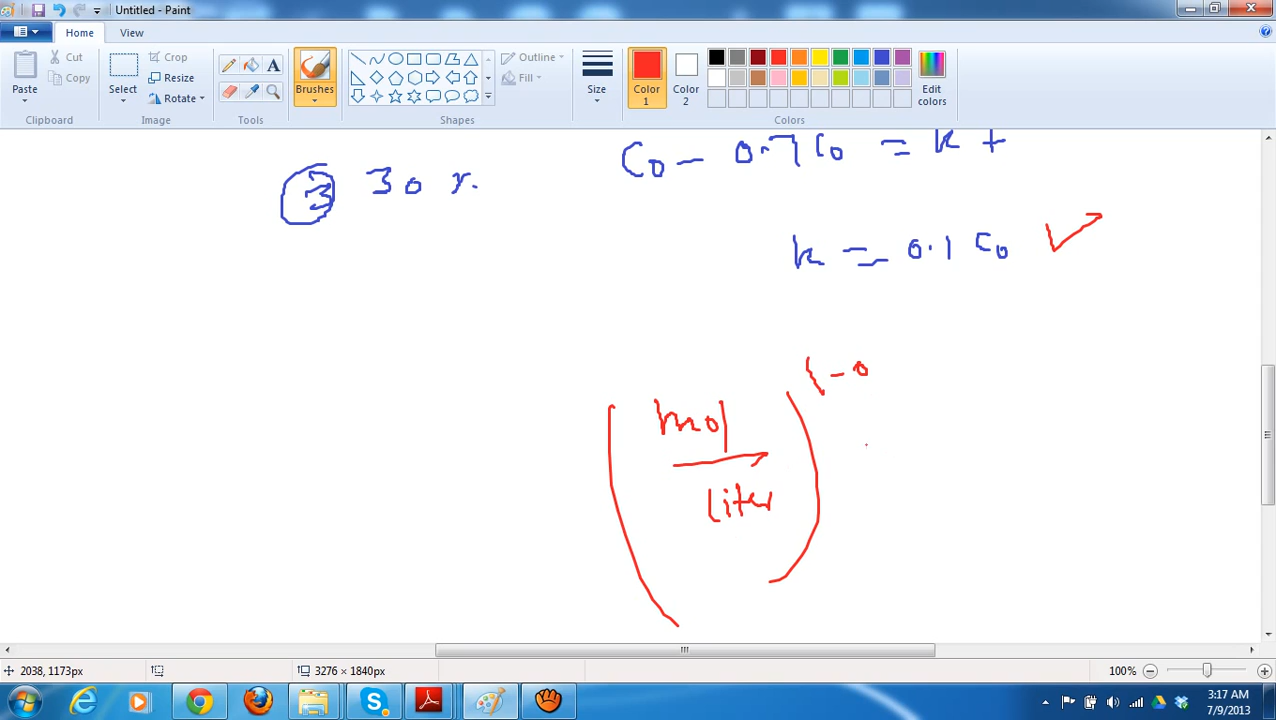 Untitled - Paint
Home View
Paste Cut Copy Select Crop Resize Rotate Brushes Outline Fill Size Color 1 Color 2 Edit colors
Clipboard Image Tools Shapes Colors
C0 - 0.7 C0 = k t
3 30 %.
k = 0.1 C0
(mol / liter)^1-0
2038, 1173px 3276 × 1840px 100%
3:17 AM
7/9/2013